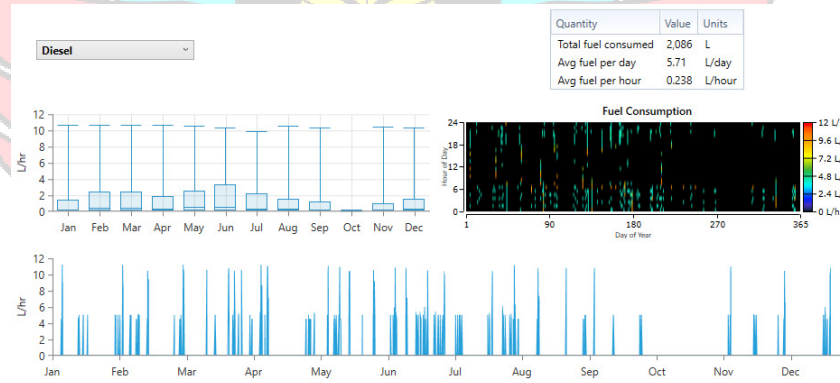 Diesel
Quantity Value Units
Total fuel consumed 2,086 L
Avg fuel per day 5.71 L/day
Avg fuel per hour 0.238 L/hour
12
10
8
6
4
2
0
L/hr
Jan Feb Mar Apr May Jun Jul Aug Sep Oct Nov Dec
Fuel Consumption
24
18
12
6
0
Hour of Day
1 90 180 270 365
Day of Year
12 L/
9.6 L
7.2 L
4.8 L
2.4 L
0 L/h
12
10
8
6
4
2
0
L/hr
Jan Feb Mar Apr May Jun Jul Aug Sep Oct Nov Dec